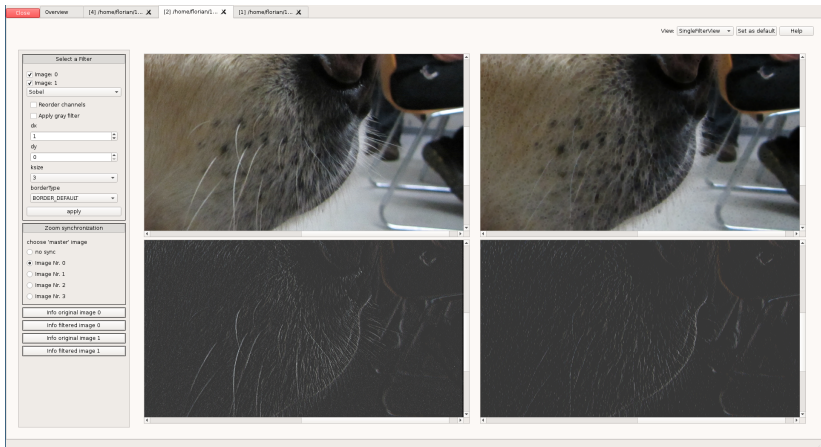 Close Overview [4] /home/florian/1... [2] /home/florian/1... [1] /home/florian/1...
View: SingleFilterView Set as default Help
Select a Filter
Image: 0
Image: 1
Sobel
Reorder channels
Apply gray filter
dx
1
dy
0
ksize
3
borderType
BORDER_DEFAULT
apply
Zoom synchronization
choose 'master' image
no sync
Image Nr. 0
Image Nr. 1
Image Nr. 2
Image Nr. 3
Info original image 0
Info filtered image 0
Info original image 1
Info filtered image 1